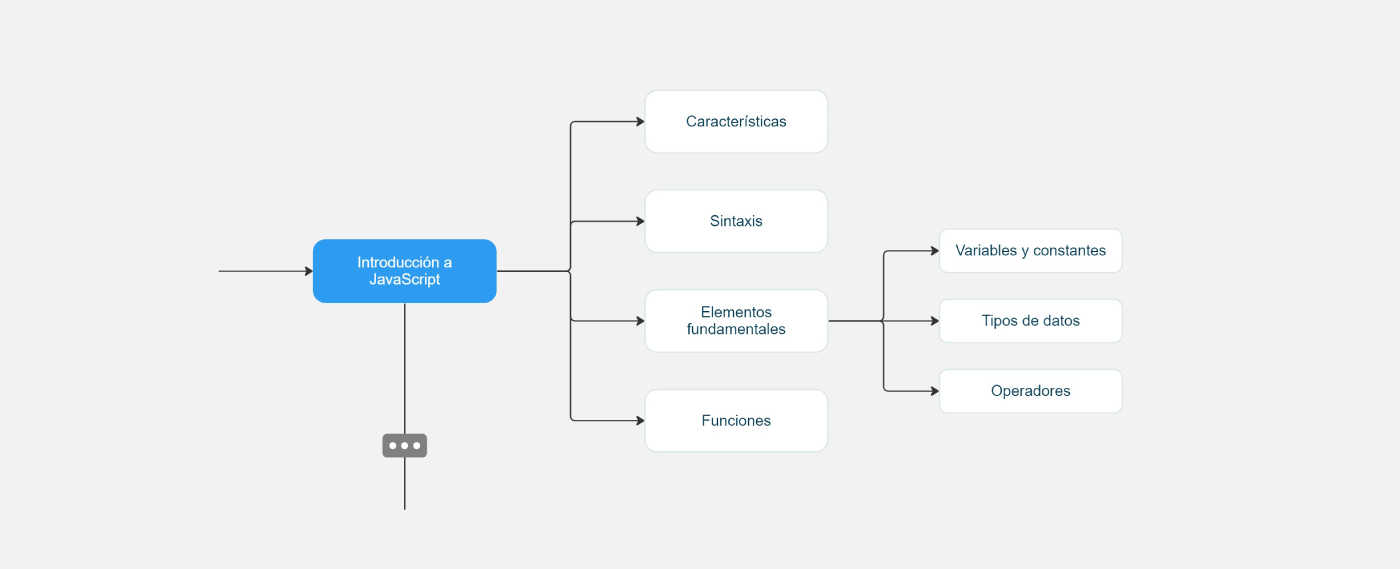 Introducción a
JavaScript
Características
Sintaxis
Elementos
fundamentales
Funciones
Variables y constantes
Tipos de datos
Operadores